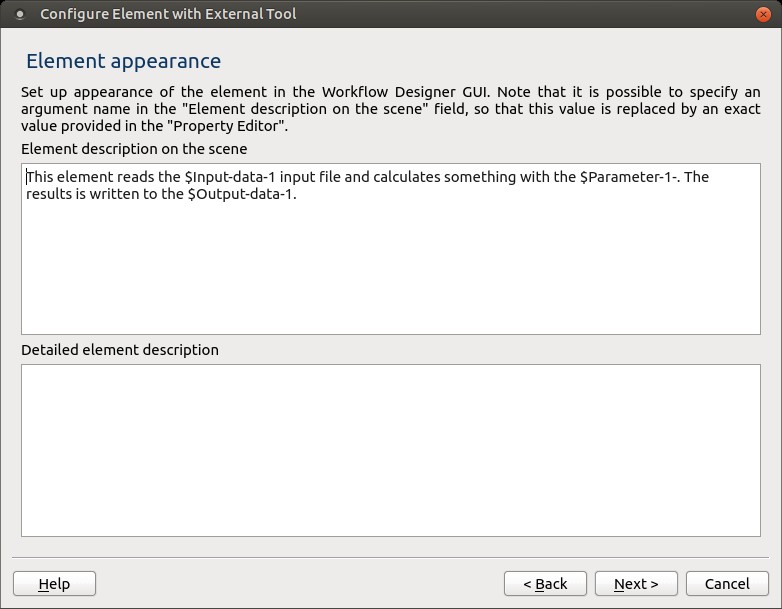 Configure Element with External Tool
Element appearance
Set up appearance of the element in the Workflow Designer GUI. Note that it is possible to specify an
argument name in the "Element description on the scene" field, so that this value is replaced by an exact
value provided in the "Property Editor".
Element description on the scene
This element reads the $Input-data-1 input file and calculates something with the $Parameter-1-. The
results is written to the $Output-data-1.
Detailed element description
Help
< Back
Next >
Cancel